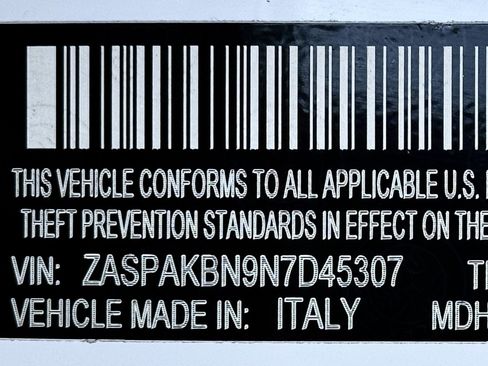 THIS VEHICLE CONFORMS TO ALL APPLICABLE U.S.
THEFT PREVENTION STANDARDS IN EFFECT ON THE
VIN: ZASPAKBN9N7D45307
VEHICLE MADE IN: ITALY MDH